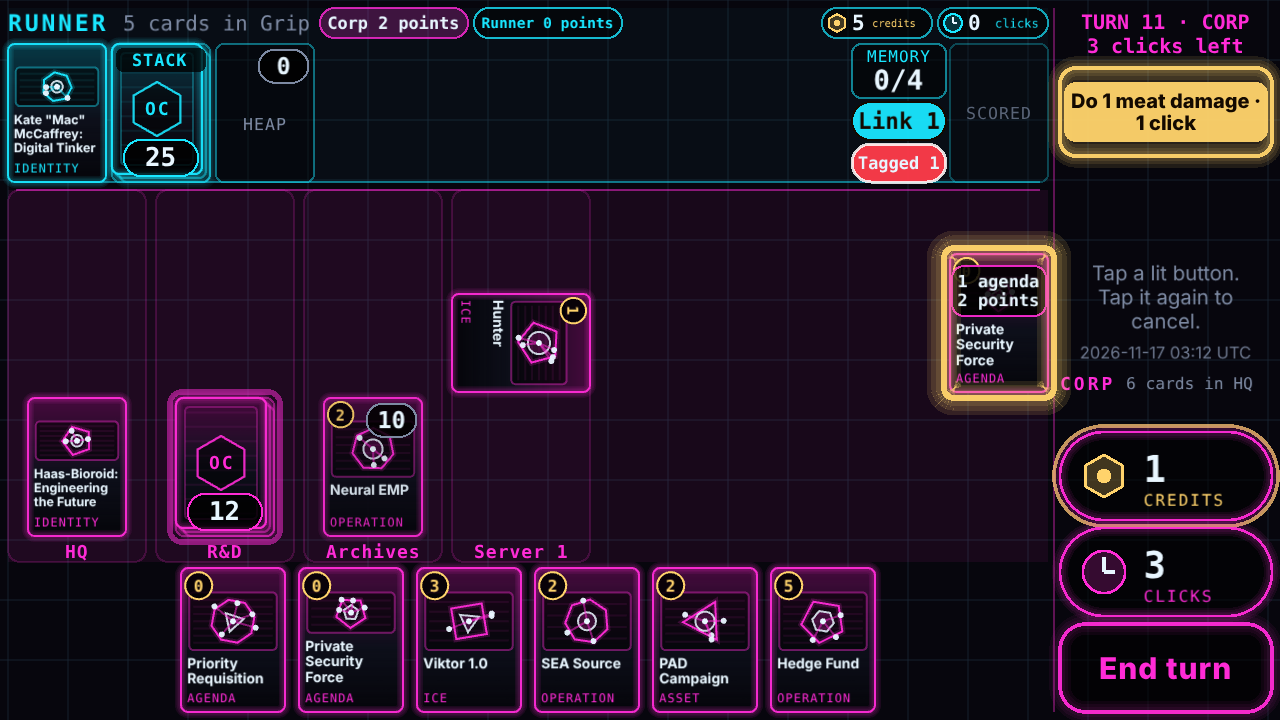 RUNNER 5 cards in Grip
Corp 2 points
Runner 0 points
5 credits
0 clicks
TURN 11 · CORP
3 clicks left
Do 1 meat damage ·
1 click
Kate "Mac"
McCaffrey:
Digital Tinker
IDENTITY
STACK
OC
25
0
HEAP
MEMORY
0/4
Link 1
Tagged 1
SCORED
Hunter
ICE
1
1 agenda
2 points
Private
Security
Force
AGENDA
Tap a lit button.
Tap it again to
cancel.
2026-11-17 03:12 UTC
CORP 6 cards in HQ
Haas-Bioroid:
Engineering
the Future
IDENTITY
HQ
OC
12
R&D
2
10
Neural EMP
OPERATION
Archives
Server 1
1
CREDITS
3
CLICKS
End turn
0
Priority
Requisition
AGENDA
0
Private
Security
Force
AGENDA
3
Viktor 1.0
ICE
2
SEA Source
OPERATION
2
PAD
Campaign
ASSET
5
Hedge Fund
OPERATION